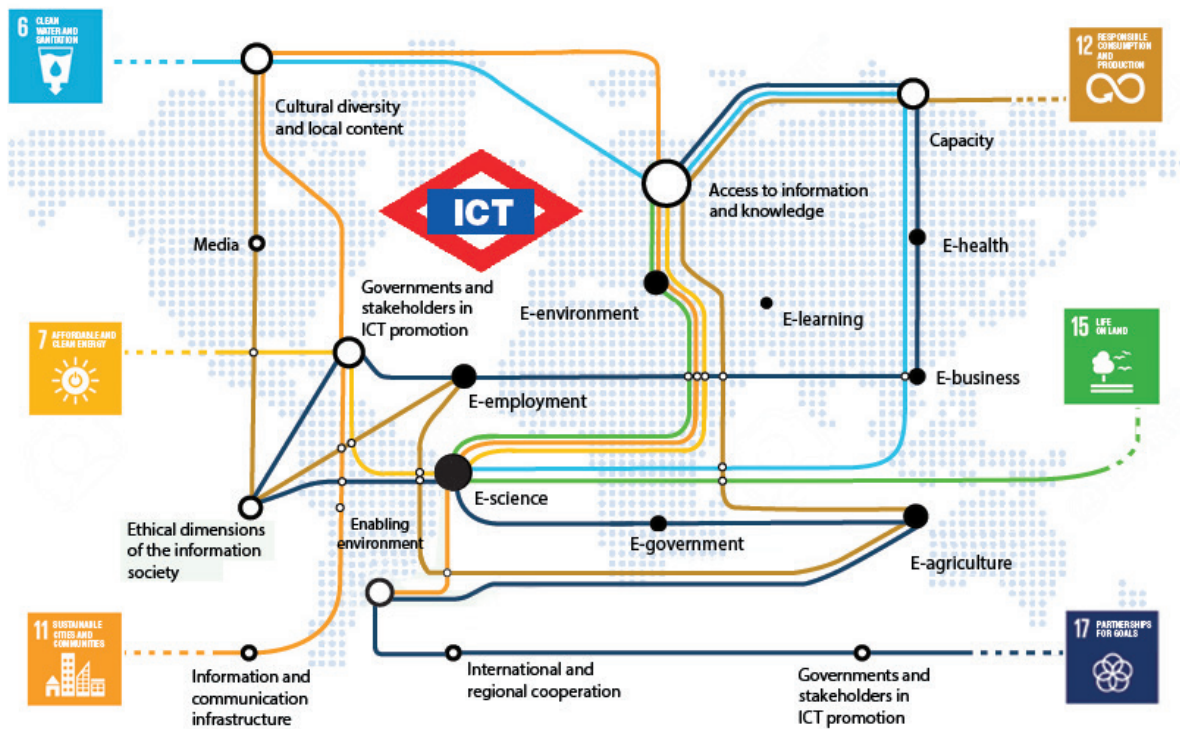 6 CLEAN
WATER AND
SANITATION
12 RESPONSIBLE
CONSUMPTION
AND
PRODUCTION
Cultural diversity
and local content
Capacity
ICT
Access to information
and knowledge
Media
E-health
Governments and
stakeholders in
ICT promotion
E-environment
E-learning
7 AFFORDABLE AND
CLEAN ENERGY
15 LIFE
ON LAND
E-employment
E-business
E-science
Ethical dimensions
of the information
society
Enabling
environment
E-government
E-agriculture
11 SUSTAINABLE
CITIES AND
COMMUNITIES
17 PARTNERSHIPS
FOR GOALS
Information and
communication
infrastructure
International and
regional cooperation
Governments and
stakeholders in
ICT promotion